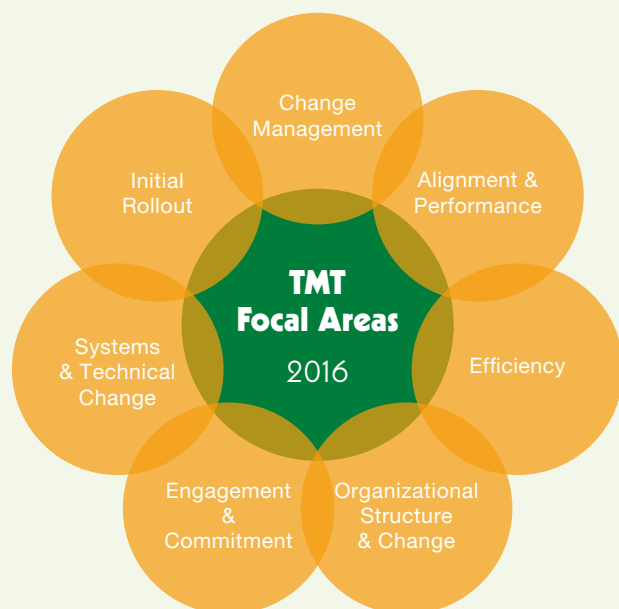 Change
Management
Initial
Rollout
Alignment &
Performance
TMT
Focal Areas
2016
Systems
& Technical
Change
Efficiency
Engagement
&
Commitment
Organizational
Structure
& Change